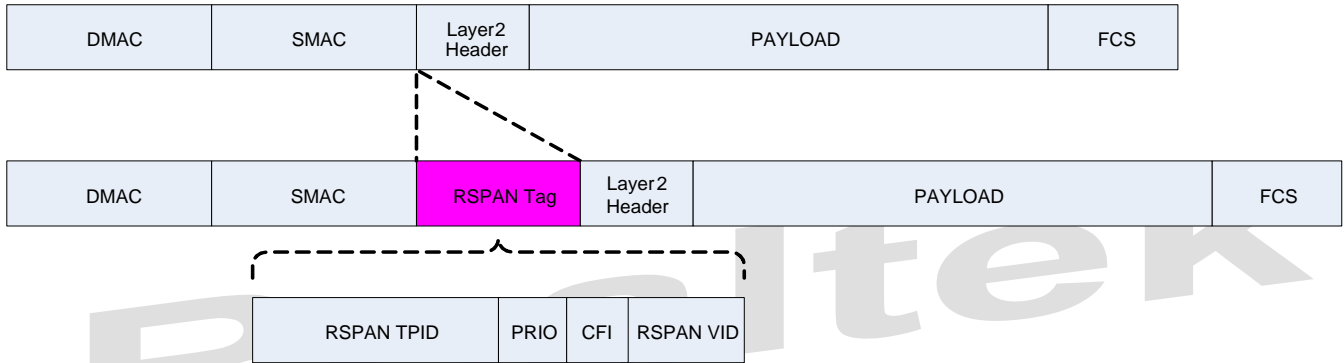 DMAC SMAC Layer2 Header PAYLOAD FCS
DMAC SMAC RSPAN Tag Layer2 Header PAYLOAD FCS
RSPAN TPID PRIO CFI RSPAN VID